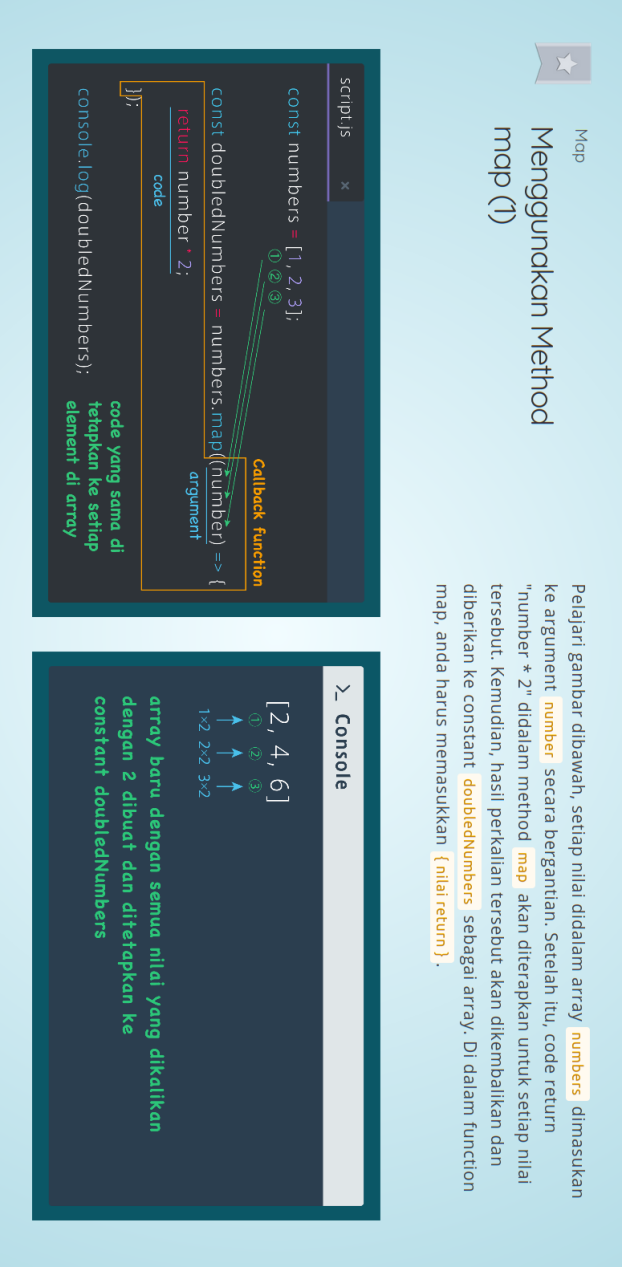 Map
Menggunakan Method
map (1)
Pelajari gambar dibawah, setiap nilai didalam array numbers dimasukan
ke argument number secara bergantian. Setelah itu, code return
"number * 2" didalam method map akan diterapkan untuk setiap nilai
tersebut. Kemudian, hasil perkalian tersebut akan dikembalikan dan
diberikan ke constant doubledNumbers sebagai array. Di dalam function
map, anda harus memasukkan { nilai return } .
script.js ×
const numbers = [1, 2, 3];
① ② ③
Callback function
const doubledNumbers = numbers.map((number) => {
argument
return number * 2;
code
});
console.log(doubledNumbers);
code yang sama di
tetapkan ke setiap
element di array
>_ Console
[2, 4, 6]
① ② ③
1×2 2×2 3×2
array baru dengan semua nilai yang dikalikan
dengan 2 dibuat dan ditetapkan ke
constant doubledNumbers